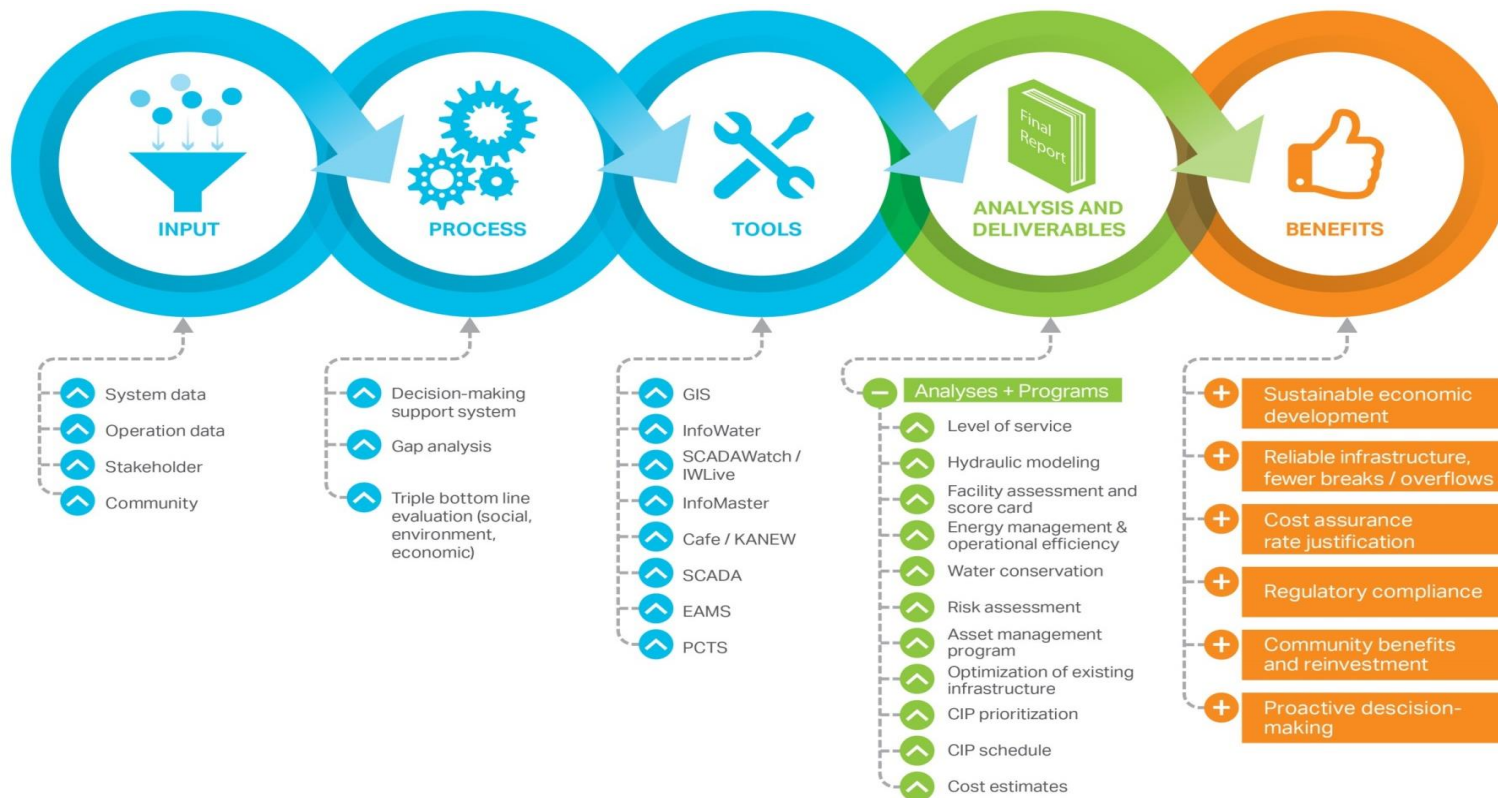 INPUT
PROCESS
TOOLS
Final
Report
ANALYSIS AND
DELIVERABLES
BENEFITS
System data
Operation data
Stakeholder
Community
Decision-making
support system
Gap analysis
Triple bottom line
evaluation (social,
environment,
economic)
GIS
InfoWater
SCADAWatch /
IWLive
InfoMaster
Cafe / KANEW
SCADA
EAMS
PCTS
Analyses + Programs
Level of service
Hydraulic modeling
Facility assessment and
score card
Energy management &
operational efficiency
Water conservation
Risk assessment
Asset management
program
Optimization of existing
infrastructure
CIP prioritization
CIP schedule
Cost estimates
Sustainable economic
development
Reliable infrastructure,
fewer breaks / overflows
Cost assurance
rate justification
Regulatory compliance
Community benefits
and reinvestment
Proactive descision-
making